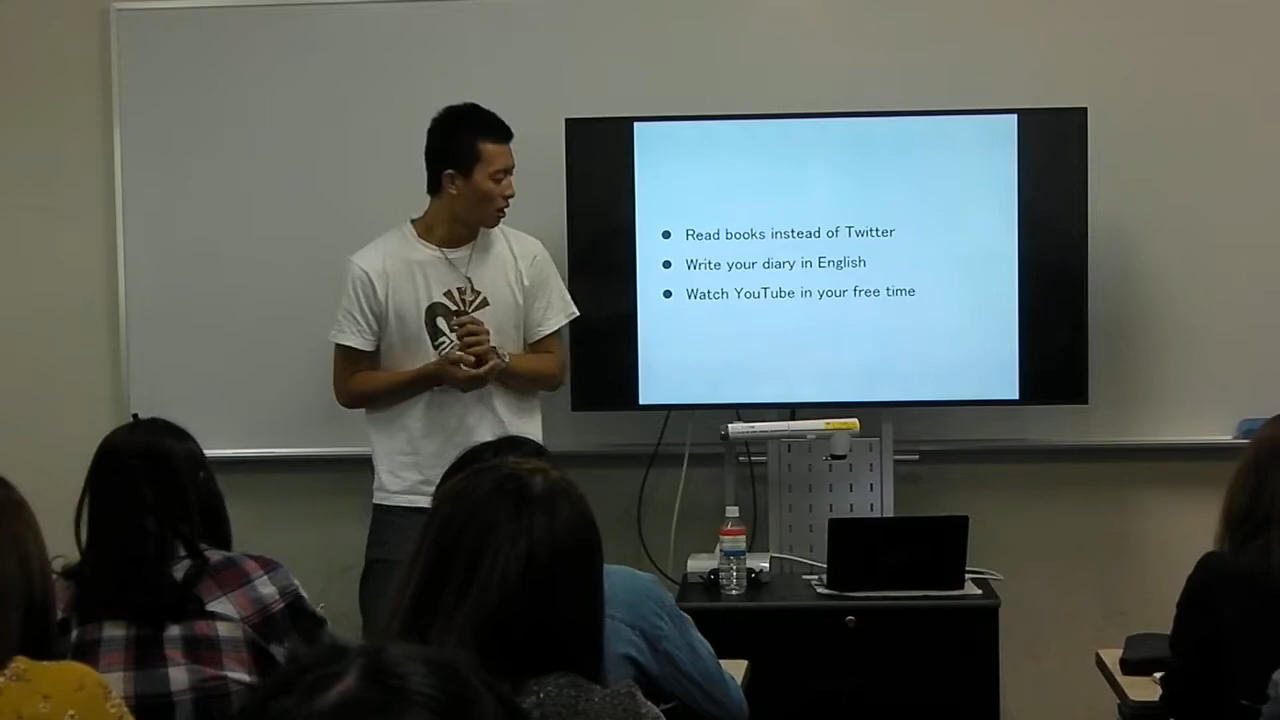 Read books instead of Twitter
Write your diary in English
Watch YouTube in your free time